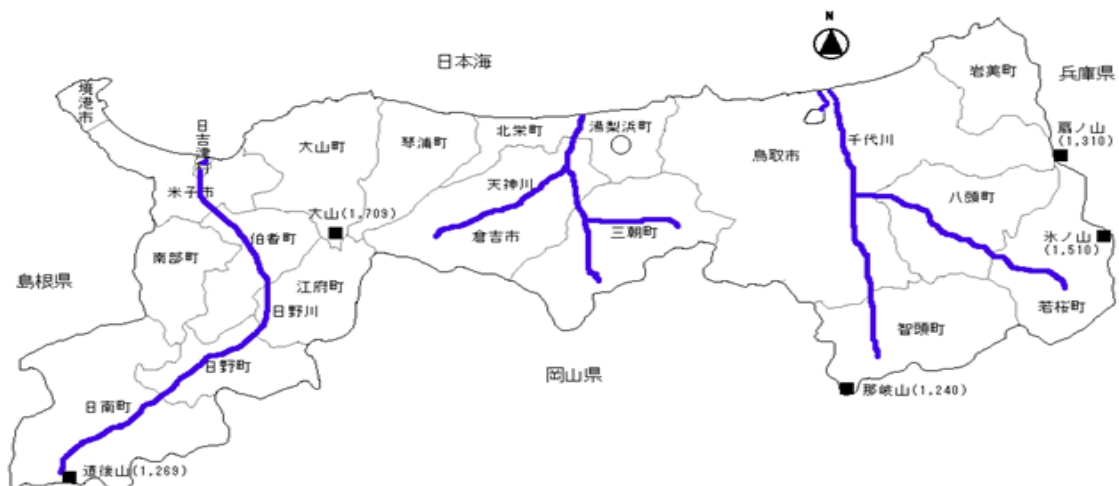 N
日本海
岩美町
兵庫県
境港市
日吉津村
大山町
琴浦町
北栄町
湯梨浜町
鳥取市
千代川
扇ノ山
(1,310)
米子市
天神川
八頭町
大山(1,709)
伯耆町
倉吉市
三朝町
氷ノ山
(1,510)
南部町
島根県
江府町
日野川
若桜町
智頭町
日野町
岡山県
那岐山(1,240)
日南町
道後山(1,269)